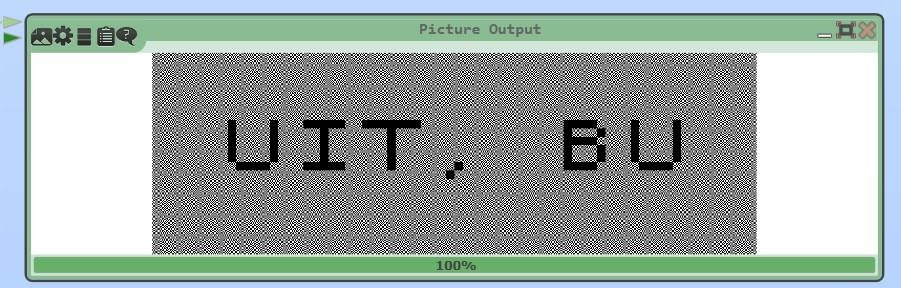 Picture Output
UIT, BU
100%